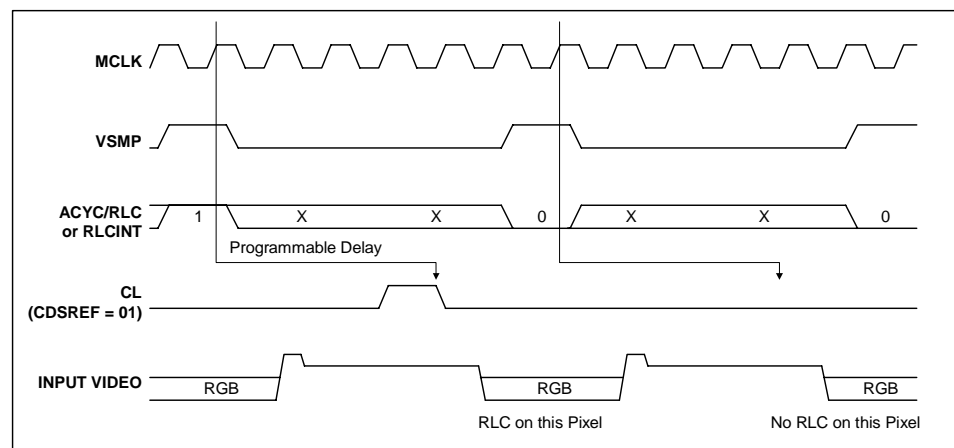 MCLK
VSMP
ACYC/RLC
or RLCINT
1 X X 0 X X 0
Programmable Delay
CL
(CDSREF = 01)
INPUT VIDEO
RGB RGB RGB
RLC on this Pixel No RLC on this Pixel